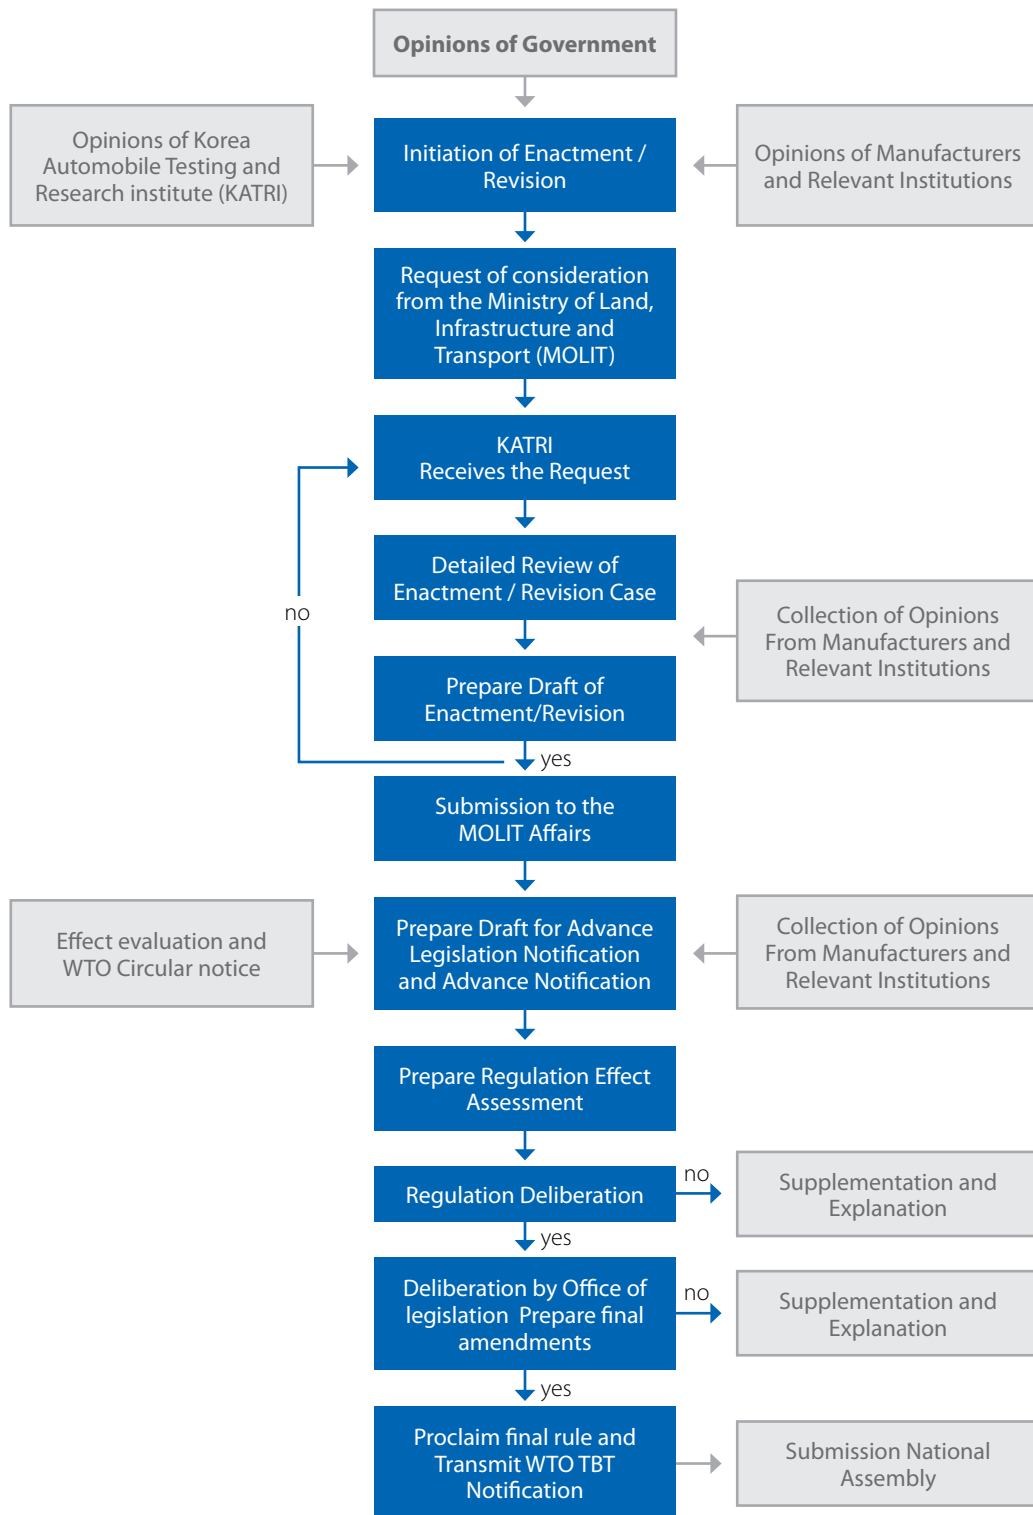 Opinions of Government
Opinions of Korea
Automobile Testing and
Research institute (KATRI)
Initiation of Enactment /
Revision
Opinions of Manufacturers
and Relevant Institutions
Request of consideration
from the Ministry of Land,
Infrastructure and
Transport (MOLIT)
KATRI
Receives the Request
Detailed Review of
Enactment / Revision Case
no
Collection of Opinions
From Manufacturers and
Relevant Institutions
Prepare Draft of
Enactment/Revision
yes
Submission to the
MOLIT Affairs
Effect evaluation and
WTO Circular notice
Prepare Draft for Advance
Legislation Notification
and Advance Notification
Collection of Opinions
From Manufacturers and
Relevant Institutions
Prepare Regulation Effect
Assessment
Regulation Deliberation
no
Supplementation and
Explanation
yes
Deliberation by Office of
legislation  Prepare final
amendments
no
Supplementation and
Explanation
yes
Proclaim final rule and
Transmit WTO TBT
Notification
Submission National
Assembly